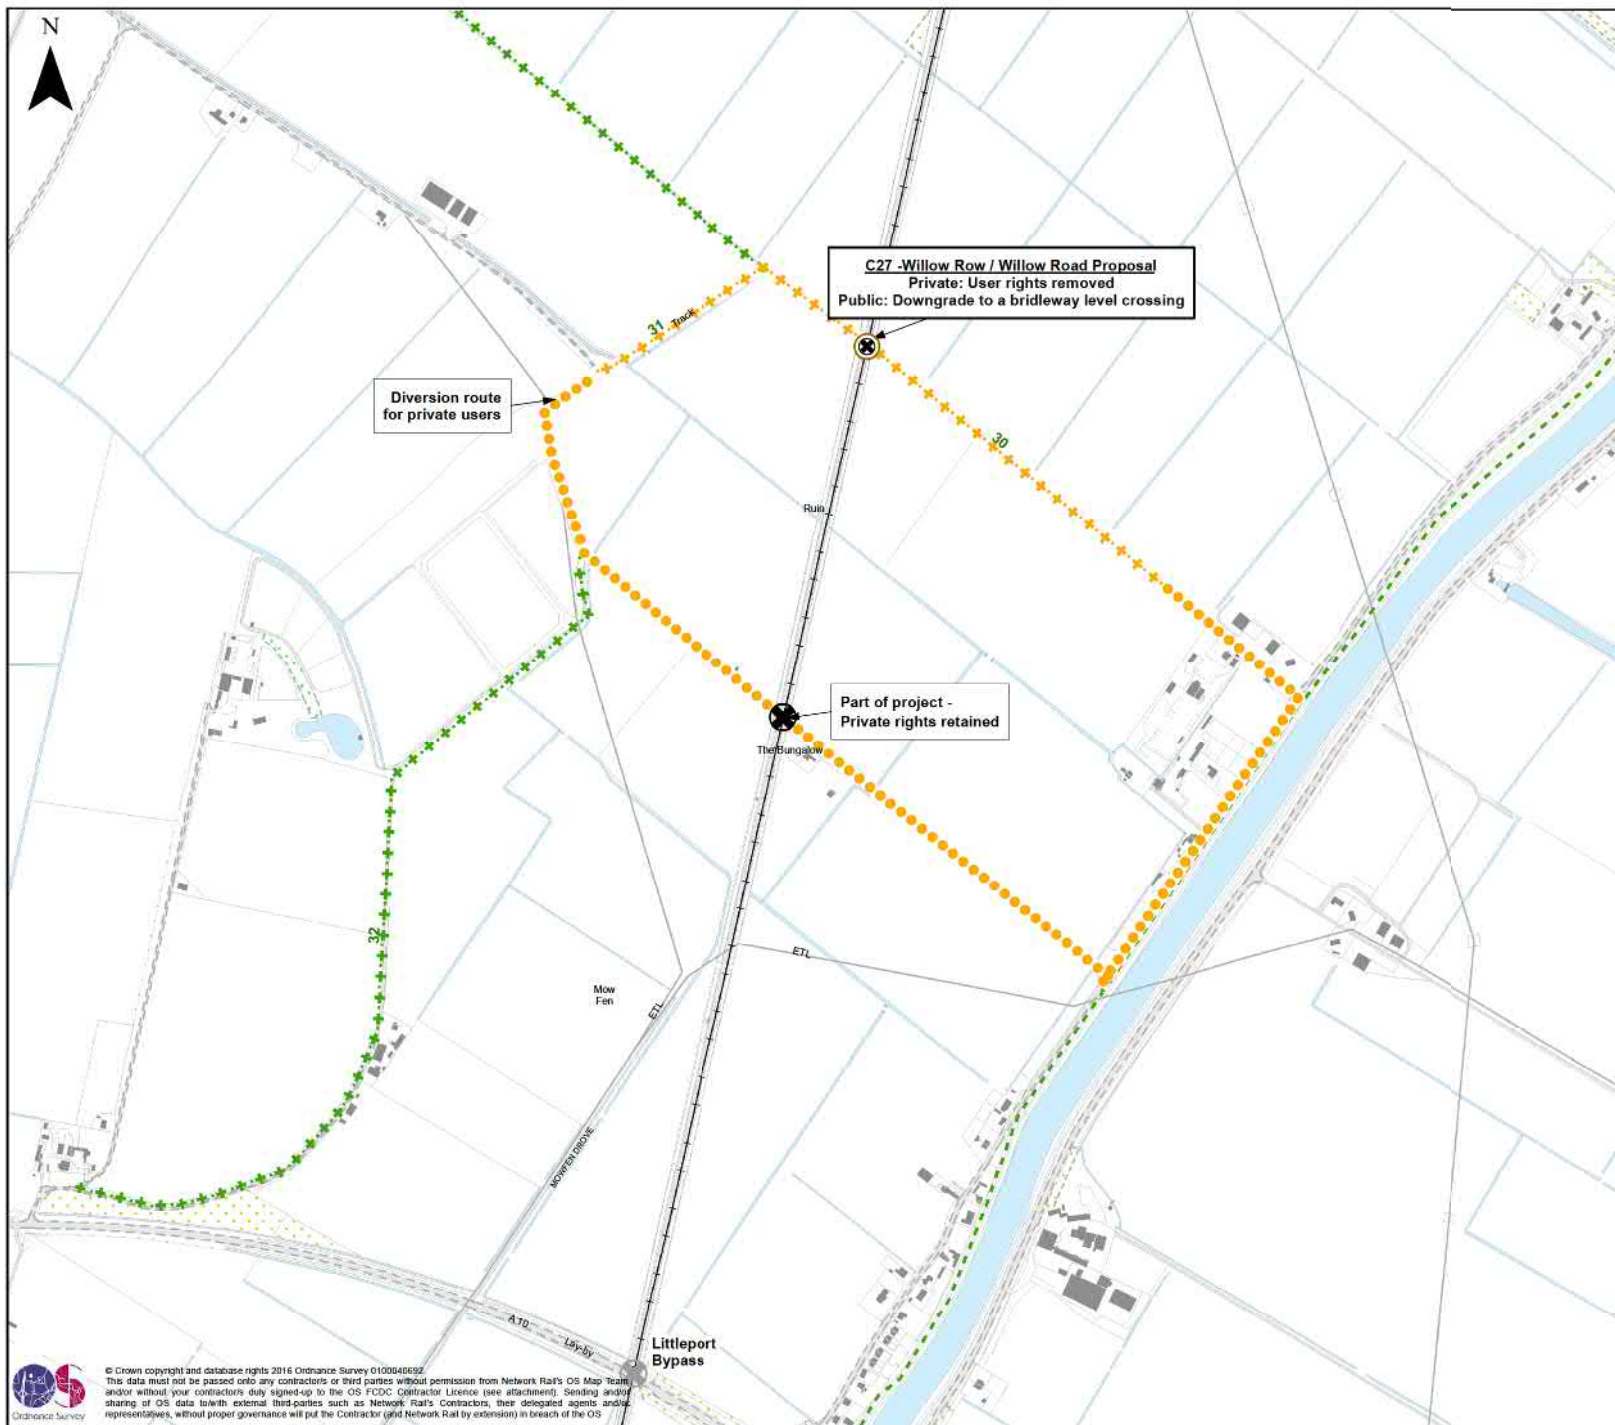 N
C27 -Willow Row / Willow Road Proposal
Private: User rights removed
Public: Downgrade to a bridleway level crossing
31
Track
Diversion route
for private users
30
Ruin
Part of project -
Private rights retained
The Bungalow
32
ETL
Mow
Fen
ETL
MOWFEN DROVE
A 10
Lay-by
Littleport
Bypass
Ordnance Survey
© Crown copyright and database rights 2016 Ordnance Survey 0100040692
This data must not be passed onto any contractor/s or third parties without permission from Network Rail's OS Map Team
and/or without your contractor/s duly signed-up to the OS FCDC Contractor Licence (see attachment). Sending and/or
sharing of OS data to/with external third-parties such as Network Rail's Contractors, their delegated agents and/or
representatives, without proper governance will put the Contractor (and Network Rail by extension) in breach of the OS